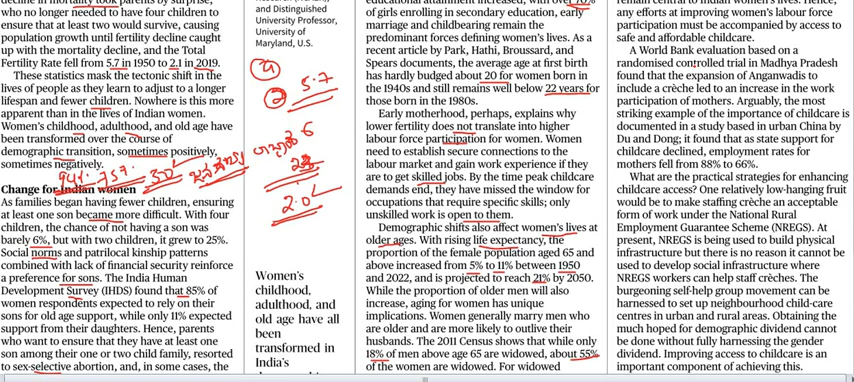 decline in mortality took parents by surprise,
who no longer needed to have four children to
ensure that at least two would survive, causing
population growth until fertility decline caught
up with the mortality decline, and the Total
Fertility Rate fell from 5.7 in 1950 to 2.1 in 2019.
These statistics mask the tectonic shift in the
lives of people as they learn to adjust to a longer
lifespan and fewer children. Nowhere is this more
apparent than in the lives of Indian women.
Women's childhood, adulthood, and old age have
been transformed over the course of
demographic transition, sometimes positively,
sometimes negatively.
Change for Indian women
As families began having fewer children, ensuring
at least one son became more difficult. With four
children, the chance of not having a son was
barely 6%, but with two children, it grew to 25%.
Social norms and patrilocal kinship patterns
combined with lack of financial security reinforce
a preference for sons. The India Human
Development Survey (IHDS) found that 85% of
women respondents expected to rely on their
sons for old age support, while only 11% expected
support from their daughters. Hence, parents
who want to ensure that they have at least one
son among their one or two child family, resorted
to sex-selective abortion, and, in some cases, the
Distinguished
University Professor,
University of
Maryland, U.S.
2
5.7
6
2.0
Women's
childhood,
adulthood, and
old age have all
been
transformed in
India's
educational attainment increased, with over 70%
of girls enrolling in secondary education, early
marriage and childbearing remain the
predominant forces defining women's lives. As a
recent article by Park, Hathi, Broussard, and
Spears documents, the average age at first birth
has hardly budged from about 20 for women born in
the 1940s and still remains well below 22 years for
those born in the 1980s.
Early motherhood, perhaps, explains why
lower fertility does not translate into higher
labour force participation for women. Women
need to establish secure connections to the
labour market and gain work experience if they
are to get skilled jobs. By the time peak childcare
demands end, they have missed the window for
occupations that require specific skills; only
unskilled work is open to them.
Demographic shifts also affect women's lives at
older ages. With rising life expectancy, the
proportion of the female population aged 65 and
above increased from 5% to 11% between 1950
and 2022, and is projected to reach 21% by 2050.
While the proportion of older men will also
increase, aging for women has unique
implications. Women generally marry men who
are older and are more likely to outlive their
husbands. The 2011 Census shows that while only
18% of men above age 65 are widowed, about 55%
of the women are widowed. For widowed
remain central to Indian women's lives. Hence,
any efforts at improving women's labour force
participation must be accompanied by access to
safe and affordable childcare.
A World Bank evaluation based on a
randomised controlled trial in Madhya Pradesh
found that the expansion of Anganwadis to
include a crèche led to an increase in the work
participation of mothers. Arguably, the most
striking example of the importance of childcare is
documented in a study based in urban China by
Du and Dong; it found that as state support for
childcare declined, employment rates for
mothers fell from 88% to 66%.
What are the practical strategies for enhancing
childcare access? One relatively low-hanging fruit
would be to make staffing crèche an acceptable
form of work under the National Rural
Employment Guarantee Scheme (NREGS). At
present, NREGS is being used to build physical
infrastructure but there is no reason it cannot be
used to develop social infrastructure where
NREGS workers can help staff crèches. The
burgeoning self-help group movement can be
harnessed to set up neighbourhood child-care
centres in urban and rural areas. Obtaining the
much hoped for demographic dividend cannot
be done without fully harnessing the gender
dividend. Improving access to childcare is an
important component of achieving this.